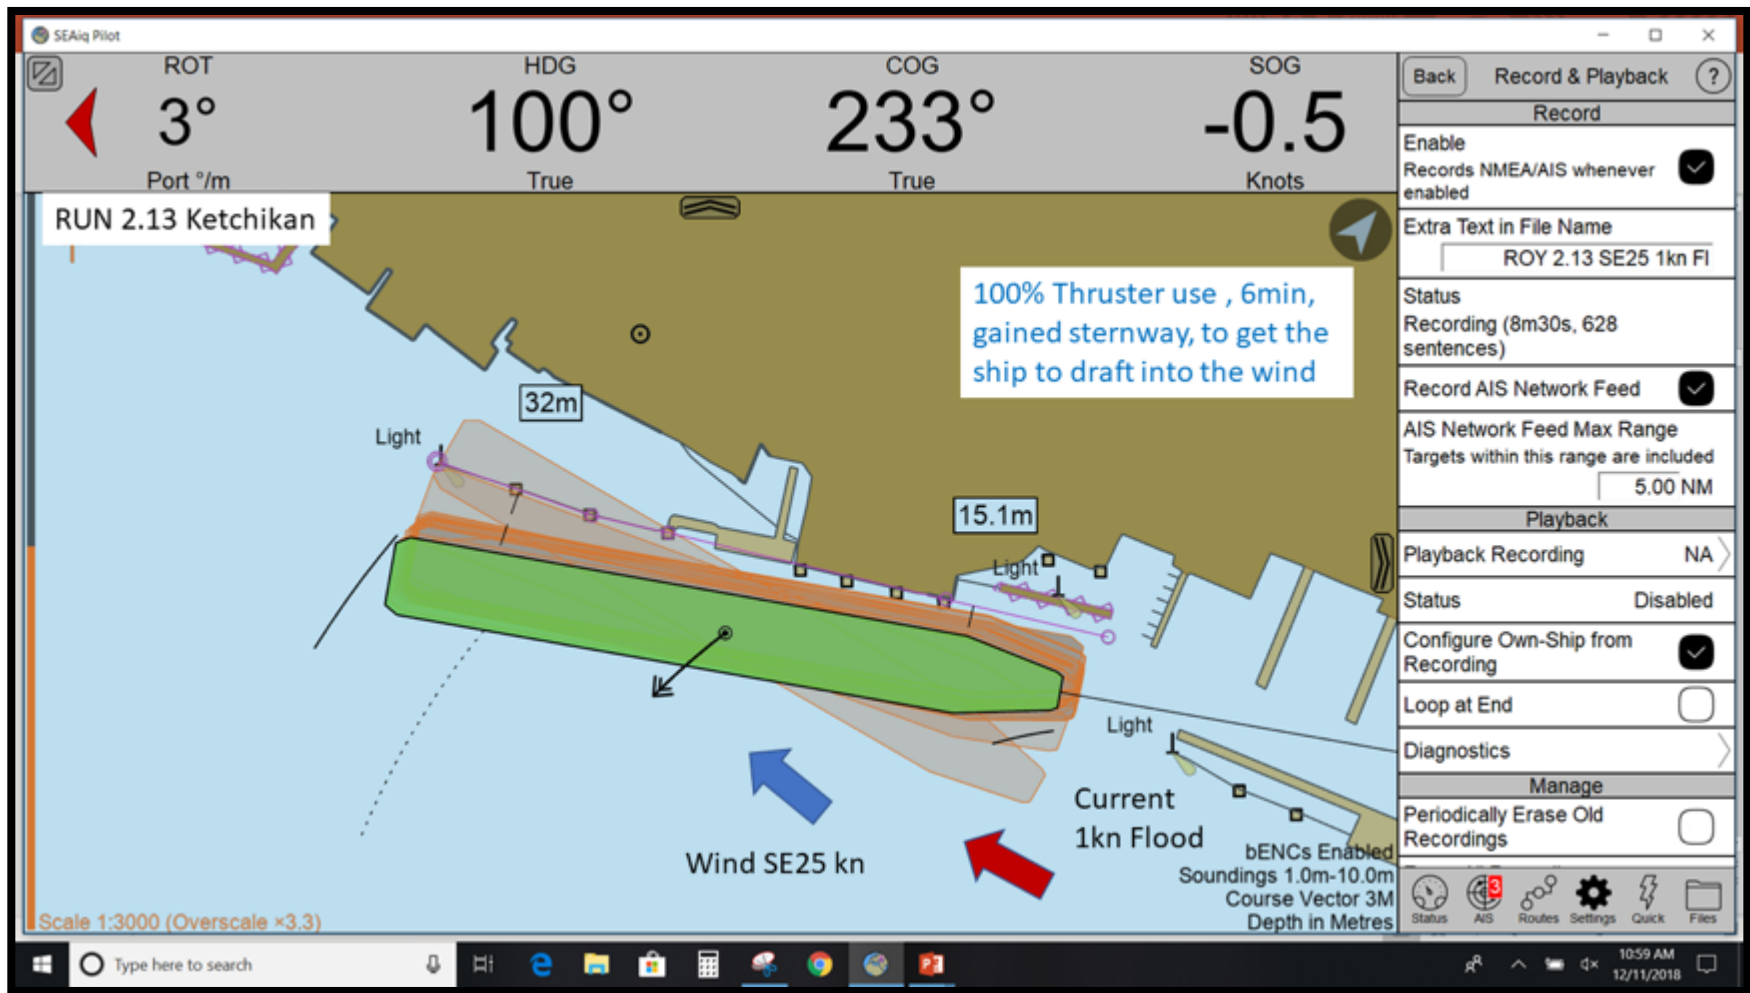 SEAiq Pilot
ROT
3°
Port °/m
HDG
100°
True
COG
233°
True
SOG
-0.5
Knots
RUN 2.13 Ketchikan
100% Thruster use , 6min,
gained sternway, to get the
ship to draft into the wind
32m
Light
15.1m
Light
Light
Current
1kn Flood
Wind SE25 kn
bENCs Enabled
Soundings 1.0m-10.0m
Course Vector 3M
Depth in Metres
Scale 1:3000 (Overscale ×3.3)
Back
Record & Playback
?
Record
Enable
Records NMEA/AIS whenever
enabled
Extra Text in File Name
ROY 2.13 SE25 1kn Fl
Status
Recording (8m30s, 628
sentences)
Record AIS Network Feed
AIS Network Feed Max Range
Targets within this range are included
5.00 NM
Playback
Playback Recording NA
Status Disabled
Configure Own-Ship from
Recording
Loop at End
Diagnostics
Manage
Periodically Erase Old
Recordings
3
Status
AIS
Routes
Settings
Quick
Files
Type here to search
10:59 AM
12/11/2018